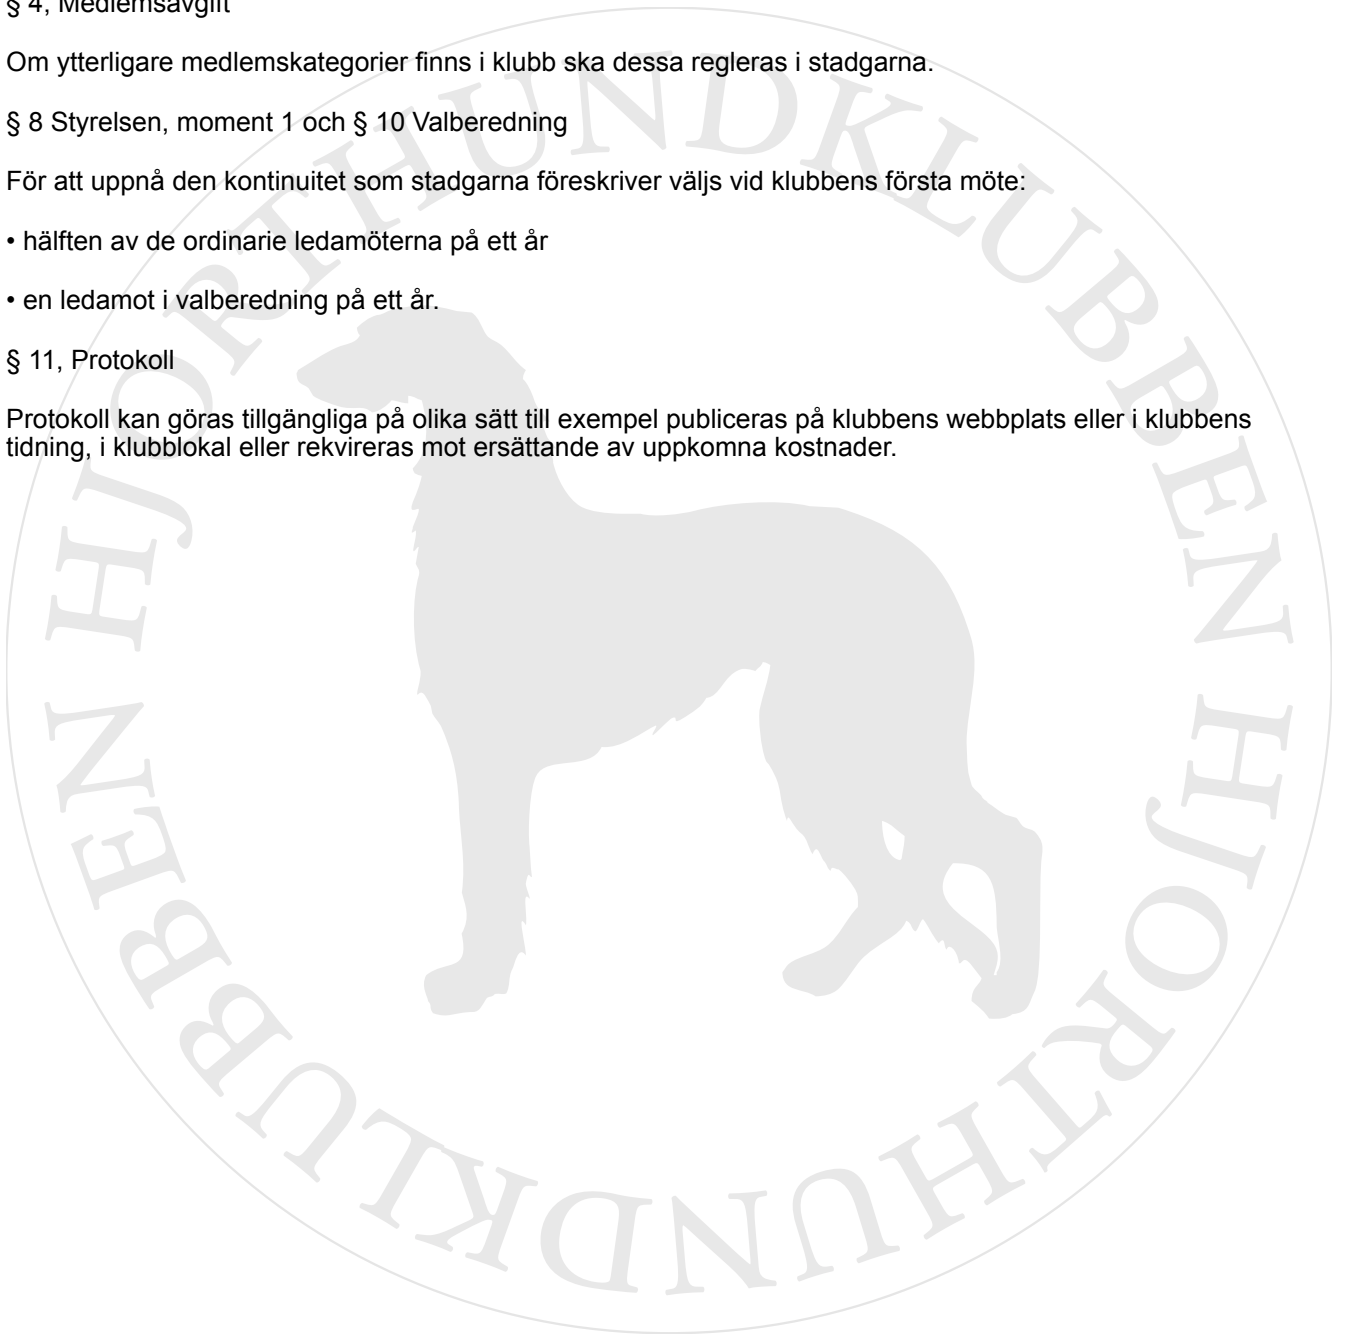 § 4, Medlemsavgift
Om ytterligare medlemskategorier finns i klubb ska dessa regleras i stadgarna.
§ 8 Styrelsen, moment 1 och § 10 Valberedning
För att uppnå den kontinuitet som stadgarna föreskriver väljs vid klubbens första möte:
• hälften av de ordinarie ledamöterna på ett år
• en ledamot i valberedning på ett år.
§ 11, Protokoll
Protokoll kan göras tillgängliga på olika sätt till exempel publiceras på klubbens webbplats eller i klubbens
tidning, i klubblokal eller rekvireras mot ersättande av uppkomna kostnader.
HJORTHUNDKLUBBEN HJORTHUNDKLUBBEN